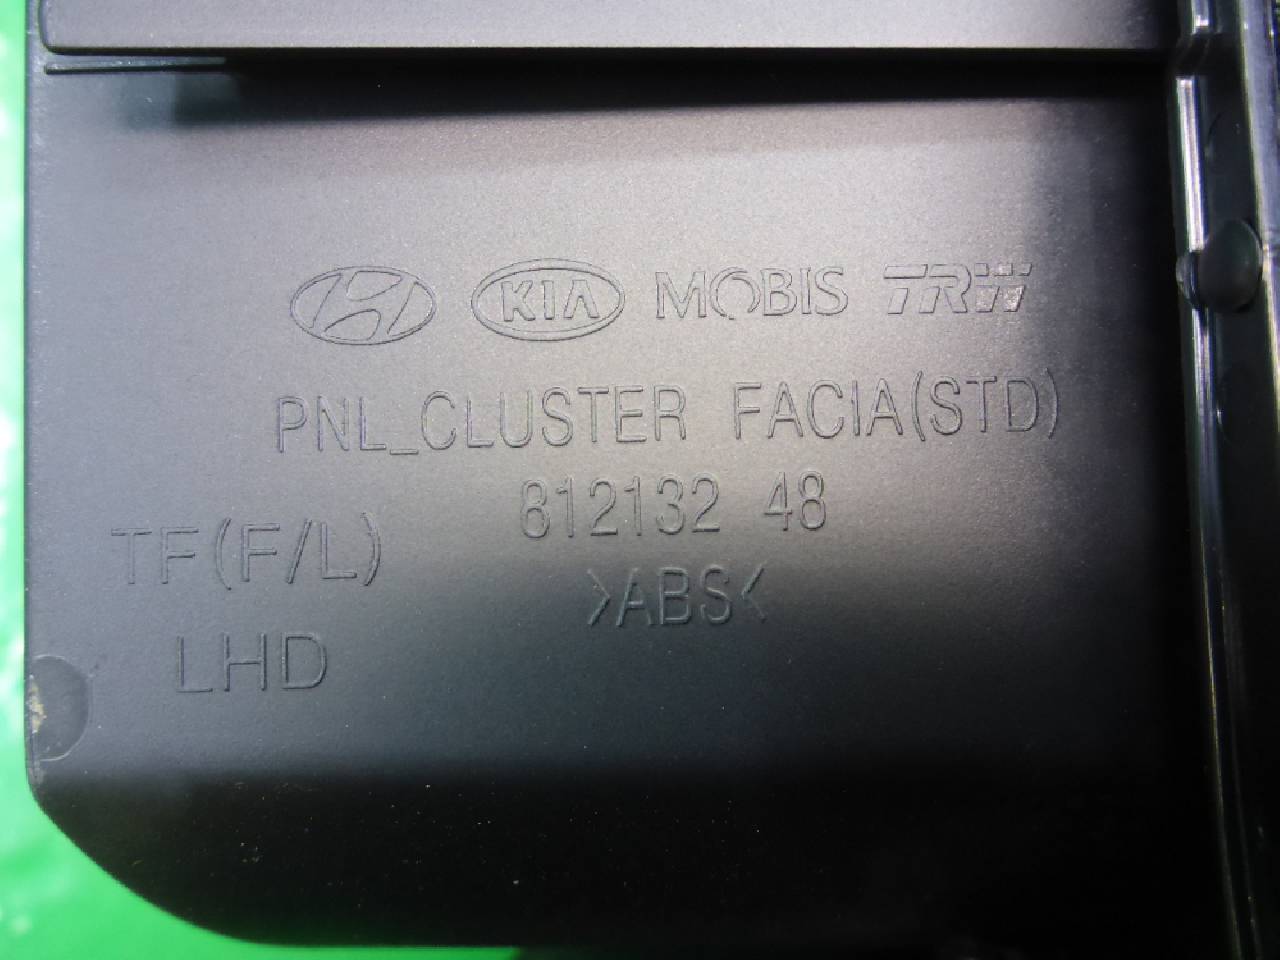 KIA MOBIS TRW
PNL_CLUSTER FACIA(STD)
812132 48
TF(F/L)
>ABS<
LHD